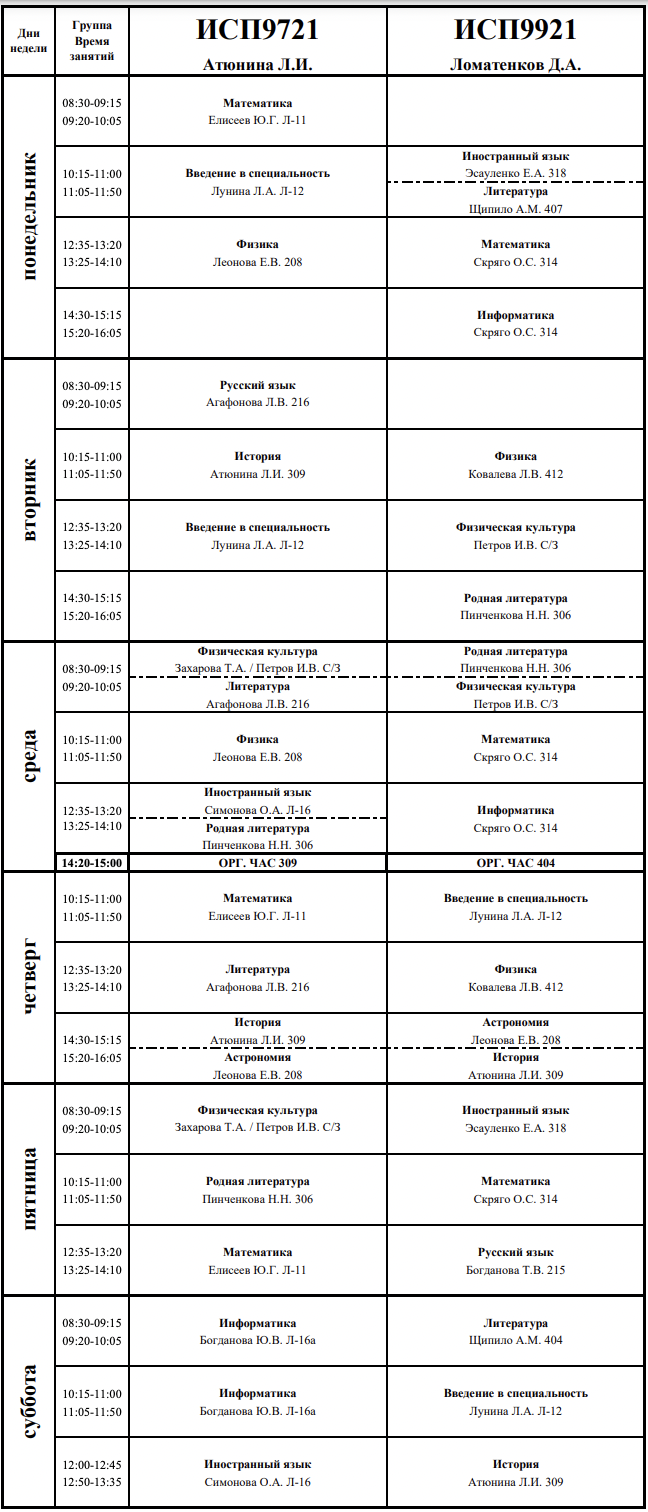 Дни
недели
Группа
Время
занятий
ИСП9721
Атюнина Л.И.
ИСП9921
Ломатенков Д.А.
понедельник
08:30-09:15
09:20-10:05
Математика
Елисеев Ю.Г. Л-11
10:15-11:00
11:05-11:50
Введение в специальность
Лунина Л.А. Л-12
Иностранный язык
Эсауленко Е.А. 318
Литература
Щипило А.М. 407
12:35-13:20
13:25-14:10
Физика
Леонова Е.В. 208
Математика
Скряго О.С. 314
14:30-15:15
15:20-16:05
Информатика
Скряго О.С. 314
вторник
08:30-09:15
09:20-10:05
Русский язык
Агафонова Л.В. 216
10:15-11:00
11:05-11:50
История
Атюнина Л.И. 309
Физика
Ковалева Л.В. 412
12:35-13:20
13:25-14:10
Введение в специальность
Лунина Л.А. Л-12
Физическая культура
Петров И.В. С/З
14:30-15:15
15:20-16:05
Родная литература
Пинченкова Н.Н. 306
среда
08:30-09:15
09:20-10:05
Физическая культура
Захарова Т.А. / Петров И.В. С/З
Литература
Агафонова Л.В. 216
Родная литература
Пинченкова Н.Н. 306
Физическая культура
Петров И.В. С/З
10:15-11:00
11:05-11:50
Физика
Леонова Е.В. 208
Математика
Скряго О.С. 314
12:35-13:20
13:25-14:10
Иностранный язык
Симонова О.А. Л-16
Родная литература
Пинченкова Н.Н. 306
Информатика
Скряго О.С. 314
14:20-15:00
ОРГ. ЧАС 309
ОРГ. ЧАС 404
четверг
10:15-11:00
11:05-11:50
Математика
Елисеев Ю.Г. Л-11
Введение в специальность
Лунина Л.А. Л-12
12:35-13:20
13:25-14:10
Литература
Агафонова Л.В. 216
Физика
Ковалева Л.В. 412
14:30-15:15
15:20-16:05
История
Атюнина Л.И. 309
Астрономия
Леонова Е.В. 208
Астрономия
Леонова Е.В. 208
История
Атюнина Л.И. 309
пятница
08:30-09:15
09:20-10:05
Физическая культура
Захарова Т.А. / Петров И.В. С/З
Иностранный язык
Эсауленко Е.А. 318
10:15-11:00
11:05-11:50
Родная литература
Пинченкова Н.Н. 306
Математика
Скряго О.С. 314
12:35-13:20
13:25-14:10
Математика
Елисеев Ю.Г. Л-11
Русский язык
Богданова Т.В. 215
суббота
08:30-09:15
09:20-10:05
Информатика
Богданова Ю.В. Л-16а
Литература
Щипило А.М. 404
10:15-11:00
11:05-11:50
Информатика
Богданова Ю.В. Л-16а
Введение в специальность
Лунина Л.А. Л-12
12:00-12:45
12:50-13:35
Иностранный язык
Симонова О.А. Л-16
История
Атюнина Л.И. 309